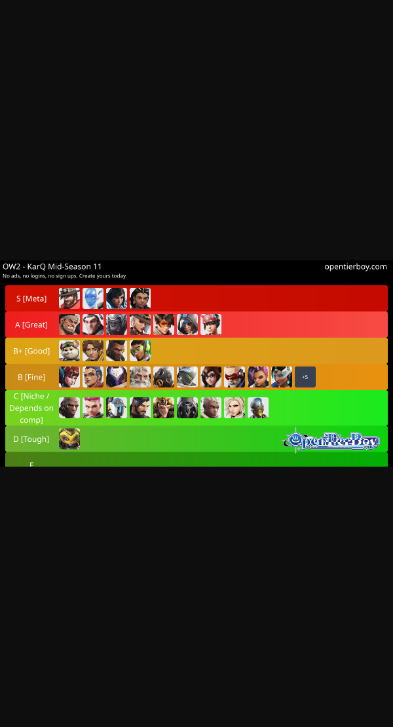 OW2 - KarQ Mid-Season 11
opentierboy.com
No ads, no logins, no sign ups. Create yours today.
S [Meta]
A [Great]
B+ [Good]
B [Fine]
+5
C [Niche /
Depends on
comp]
D [Tough]
OpenTierBoy
F